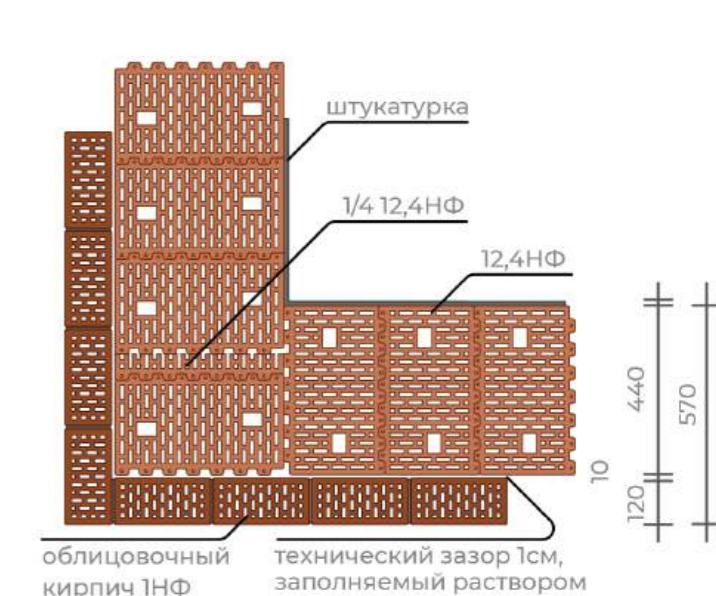 штукатурка
1/4 12,4НФ
12,4НФ
440
570
10
120
облицовочный
кирпич 1НФ
технический зазор 1см,
заполняемый раствором